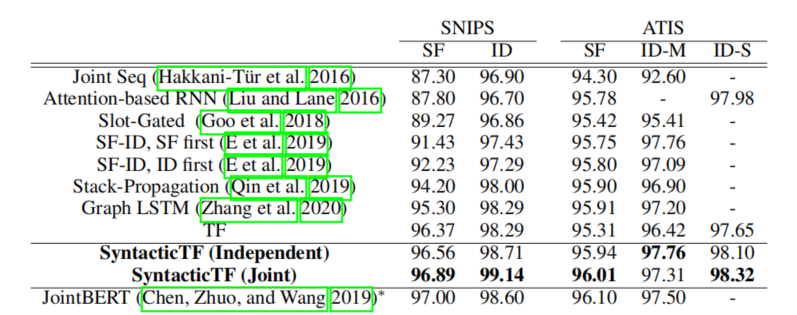 SNIPS ATIS
SF ID SF ID-M ID-S
Joint Seq (Hakkani-Tür et al. 2016) 87.30 96.90 94.30 92.60 -
Attention-based RNN (Liu and Lane 2016) 87.80 96.70 95.78 - 97.98
Slot-Gated (Goo et al. 2018) 89.27 96.86 95.42 95.41 -
SF-ID, SF first (E et al. 2019) 91.43 97.43 95.75 97.76 -
SF-ID, ID first (E et al. 2019) 92.23 97.29 95.80 97.09 -
Stack-Propagation (Qin et al. 2019) 94.20 98.00 95.90 96.90 -
Graph LSTM (Zhang et al. 2020) 95.30 98.29 95.91 97.20 -
TF 96.37 98.29 95.31 96.42 97.65
SyntacticTF (Independent) 96.56 98.71 95.94 97.76 98.10
SyntacticTF (Joint) 96.89 99.14 96.01 97.31 98.32
JointBERT (Chen, Zhuo, and Wang 2019)* 97.00 98.60 96.10 97.50 -